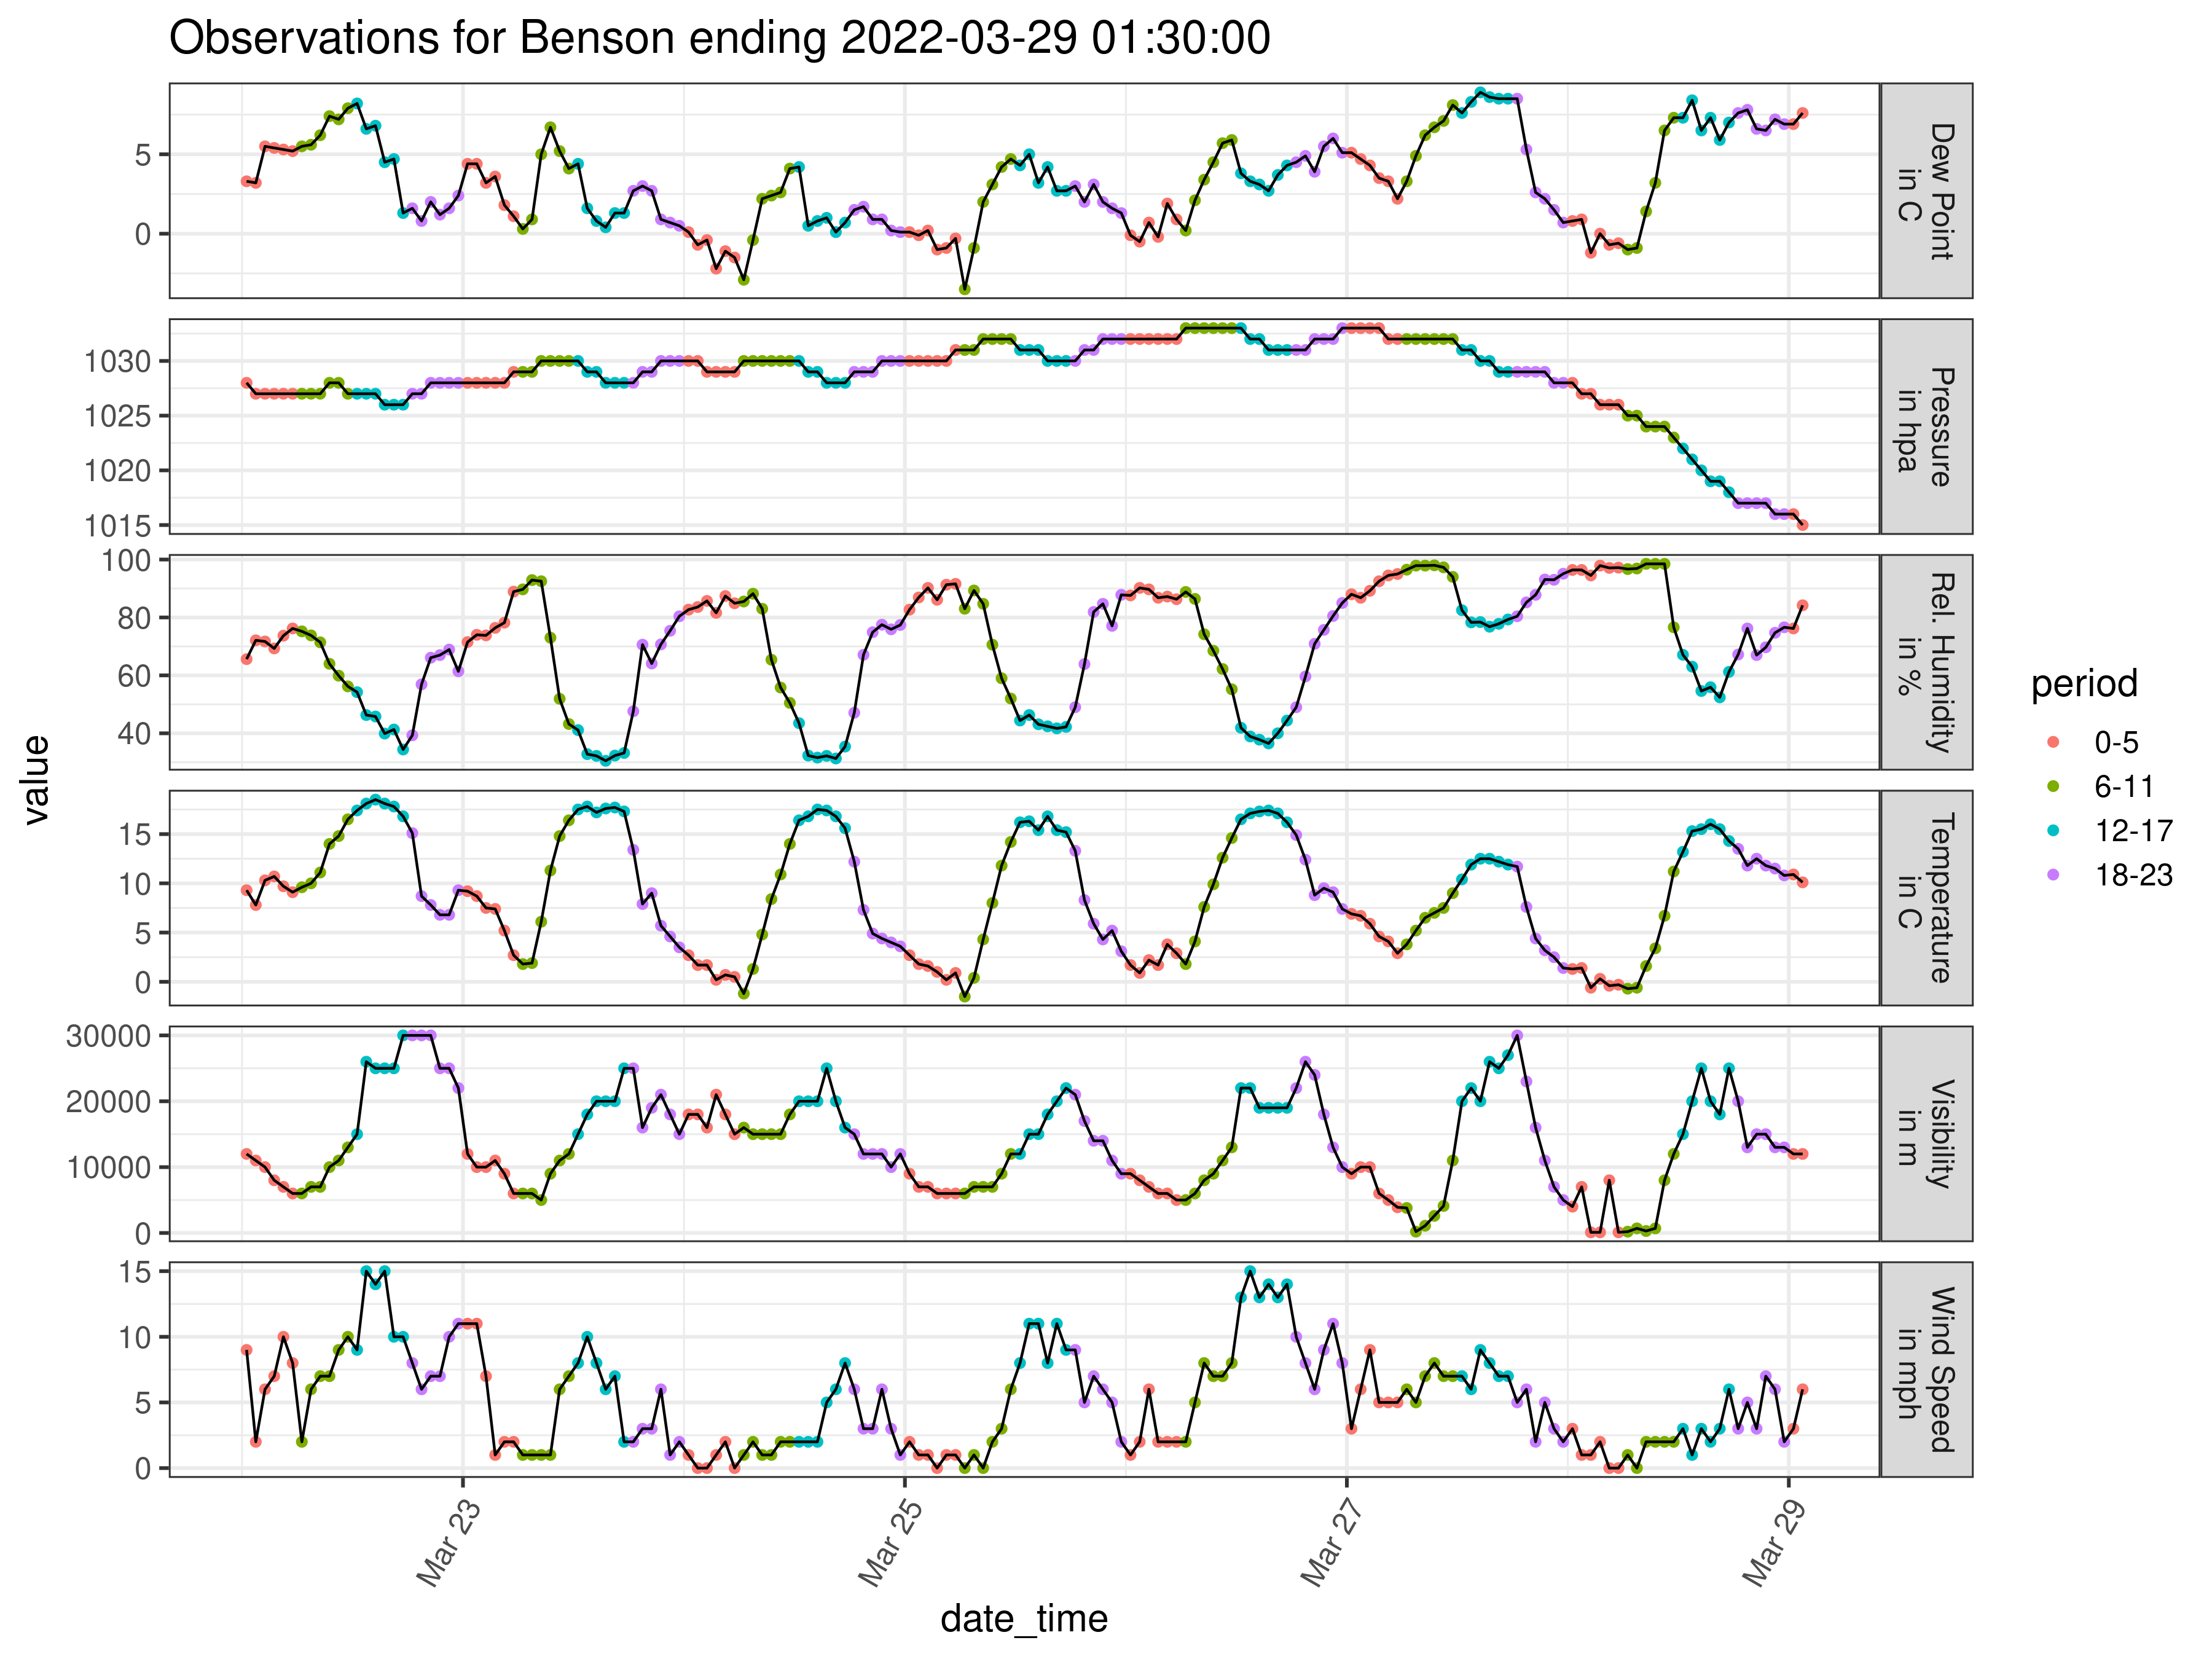 Observations for Benson ending 2022-03-29 01:30:00
value
5
0
Dew Point
in C
1030
1025
1020
1015
Pressure
in hpa
100
80
60
40
Rel. Humidity
in %
15
10
5
0
Temperature
in C
30000
20000
10000
0
Visibility
in m
15
10
5
0
Wind Speed
in mph
Mar 23
Mar 25
Mar 27
Mar 29
date_time
period
0-5
6-11
12-17
18-23